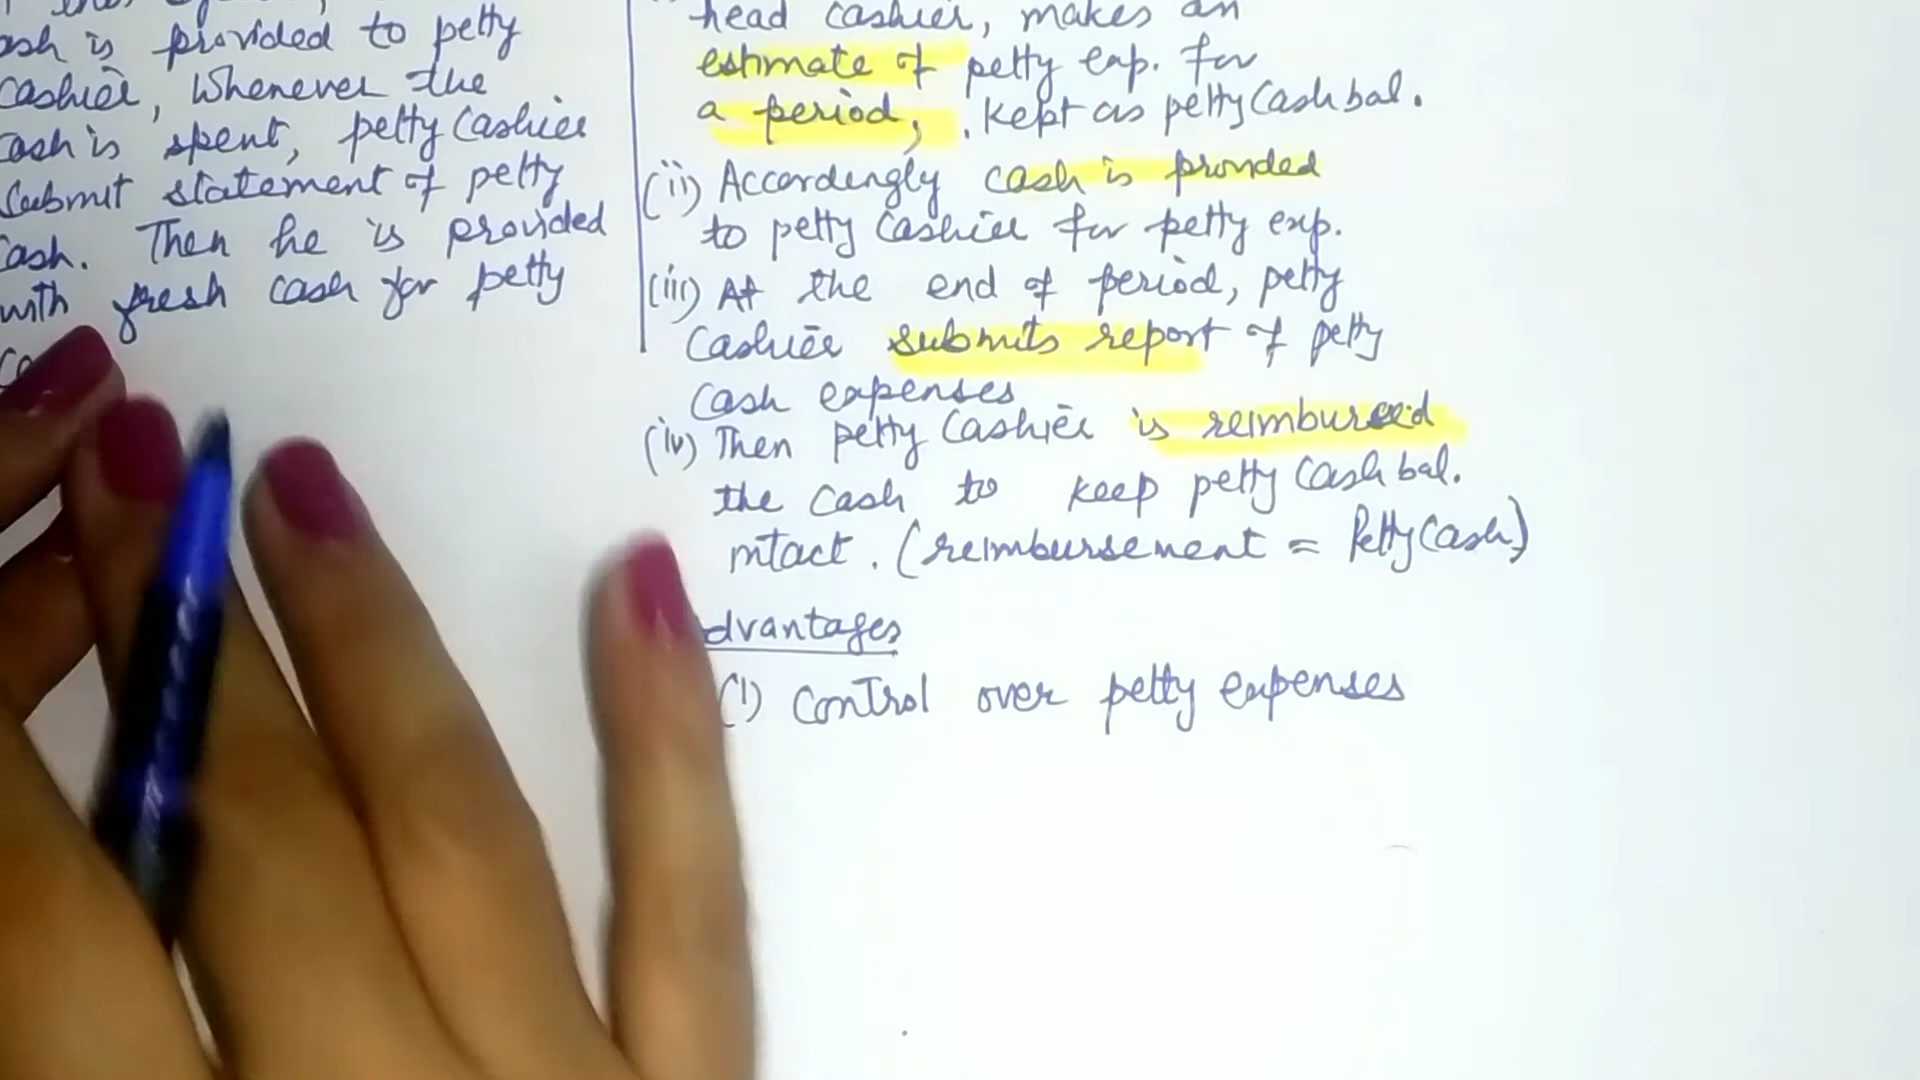 ash is provided to petty
cashier, Whenever the
cash is spent, petty Cashier
Submit statement of petty
cash. Then he is provided
with fresh cash for petty
head cashier, makes an
estimate of petty exp. for
a period, . kept as petty Cash bal.
(ii) Accordingly cash is provided
to petty Cashier for petty exp.
(iii) At the end of period, petty
Cashier submits report of petty
Cash expenses
(iv) Then petty Cashier is reimbursed
the cash to keep petty Cash bal.
intact. (reimbursement = Petty Cash)
dvantages
(1) Control over petty expenses